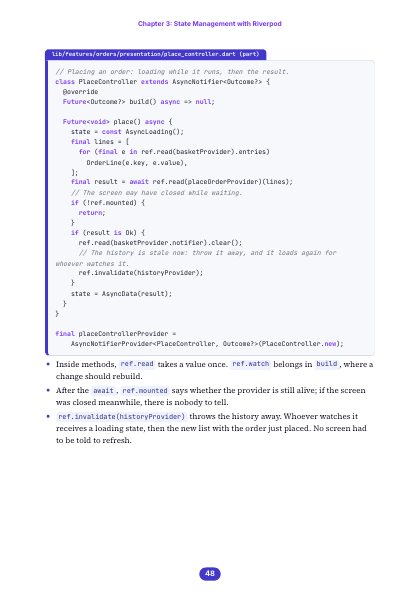 Chapter 3: State Management with Riverpod
lib/features/orders/presentation/place_controller.dart (part)
// Placing an order: loading while it runs, then the result.
class PlaceController extends AsyncNotifier<Outcome?> {
  @override
  Future<Outcome?> build() async => null;

  Future<void> place() async {
    state = const AsyncLoading();
    final lines = [
      for (final e in ref.read(basketProvider).entries)
        OrderLine(e.key, e.value),
    ];
    final result = await ref.read(placeOrderProvider)(lines);
    // The screen may have closed while waiting.
    if (!ref.mounted) {
      return;
    }
    if (result is Ok) {
      ref.read(basketProvider.notifier).clear();
      // The history is stale now: throw it away, and it loads again for
whoever watches it.
      ref.invalidate(historyProvider);
    }
    state = AsyncData(result);
  }
}

final placeControllerProvider =
    AsyncNotifierProvider<PlaceController, Outcome?>(PlaceController.new);
• Inside methods, ref.read takes a value once. ref.watch belongs in build, where a
change should rebuild.
• After the await, ref.mounted says whether the provider is still alive; if the screen
was closed meanwhile, there is nobody to tell.
• ref.invalidate(historyProvider) throws the history away. Whoever watches it
receives a loading state, then the new list with the order just placed. No screen had
to be told to refresh.
48